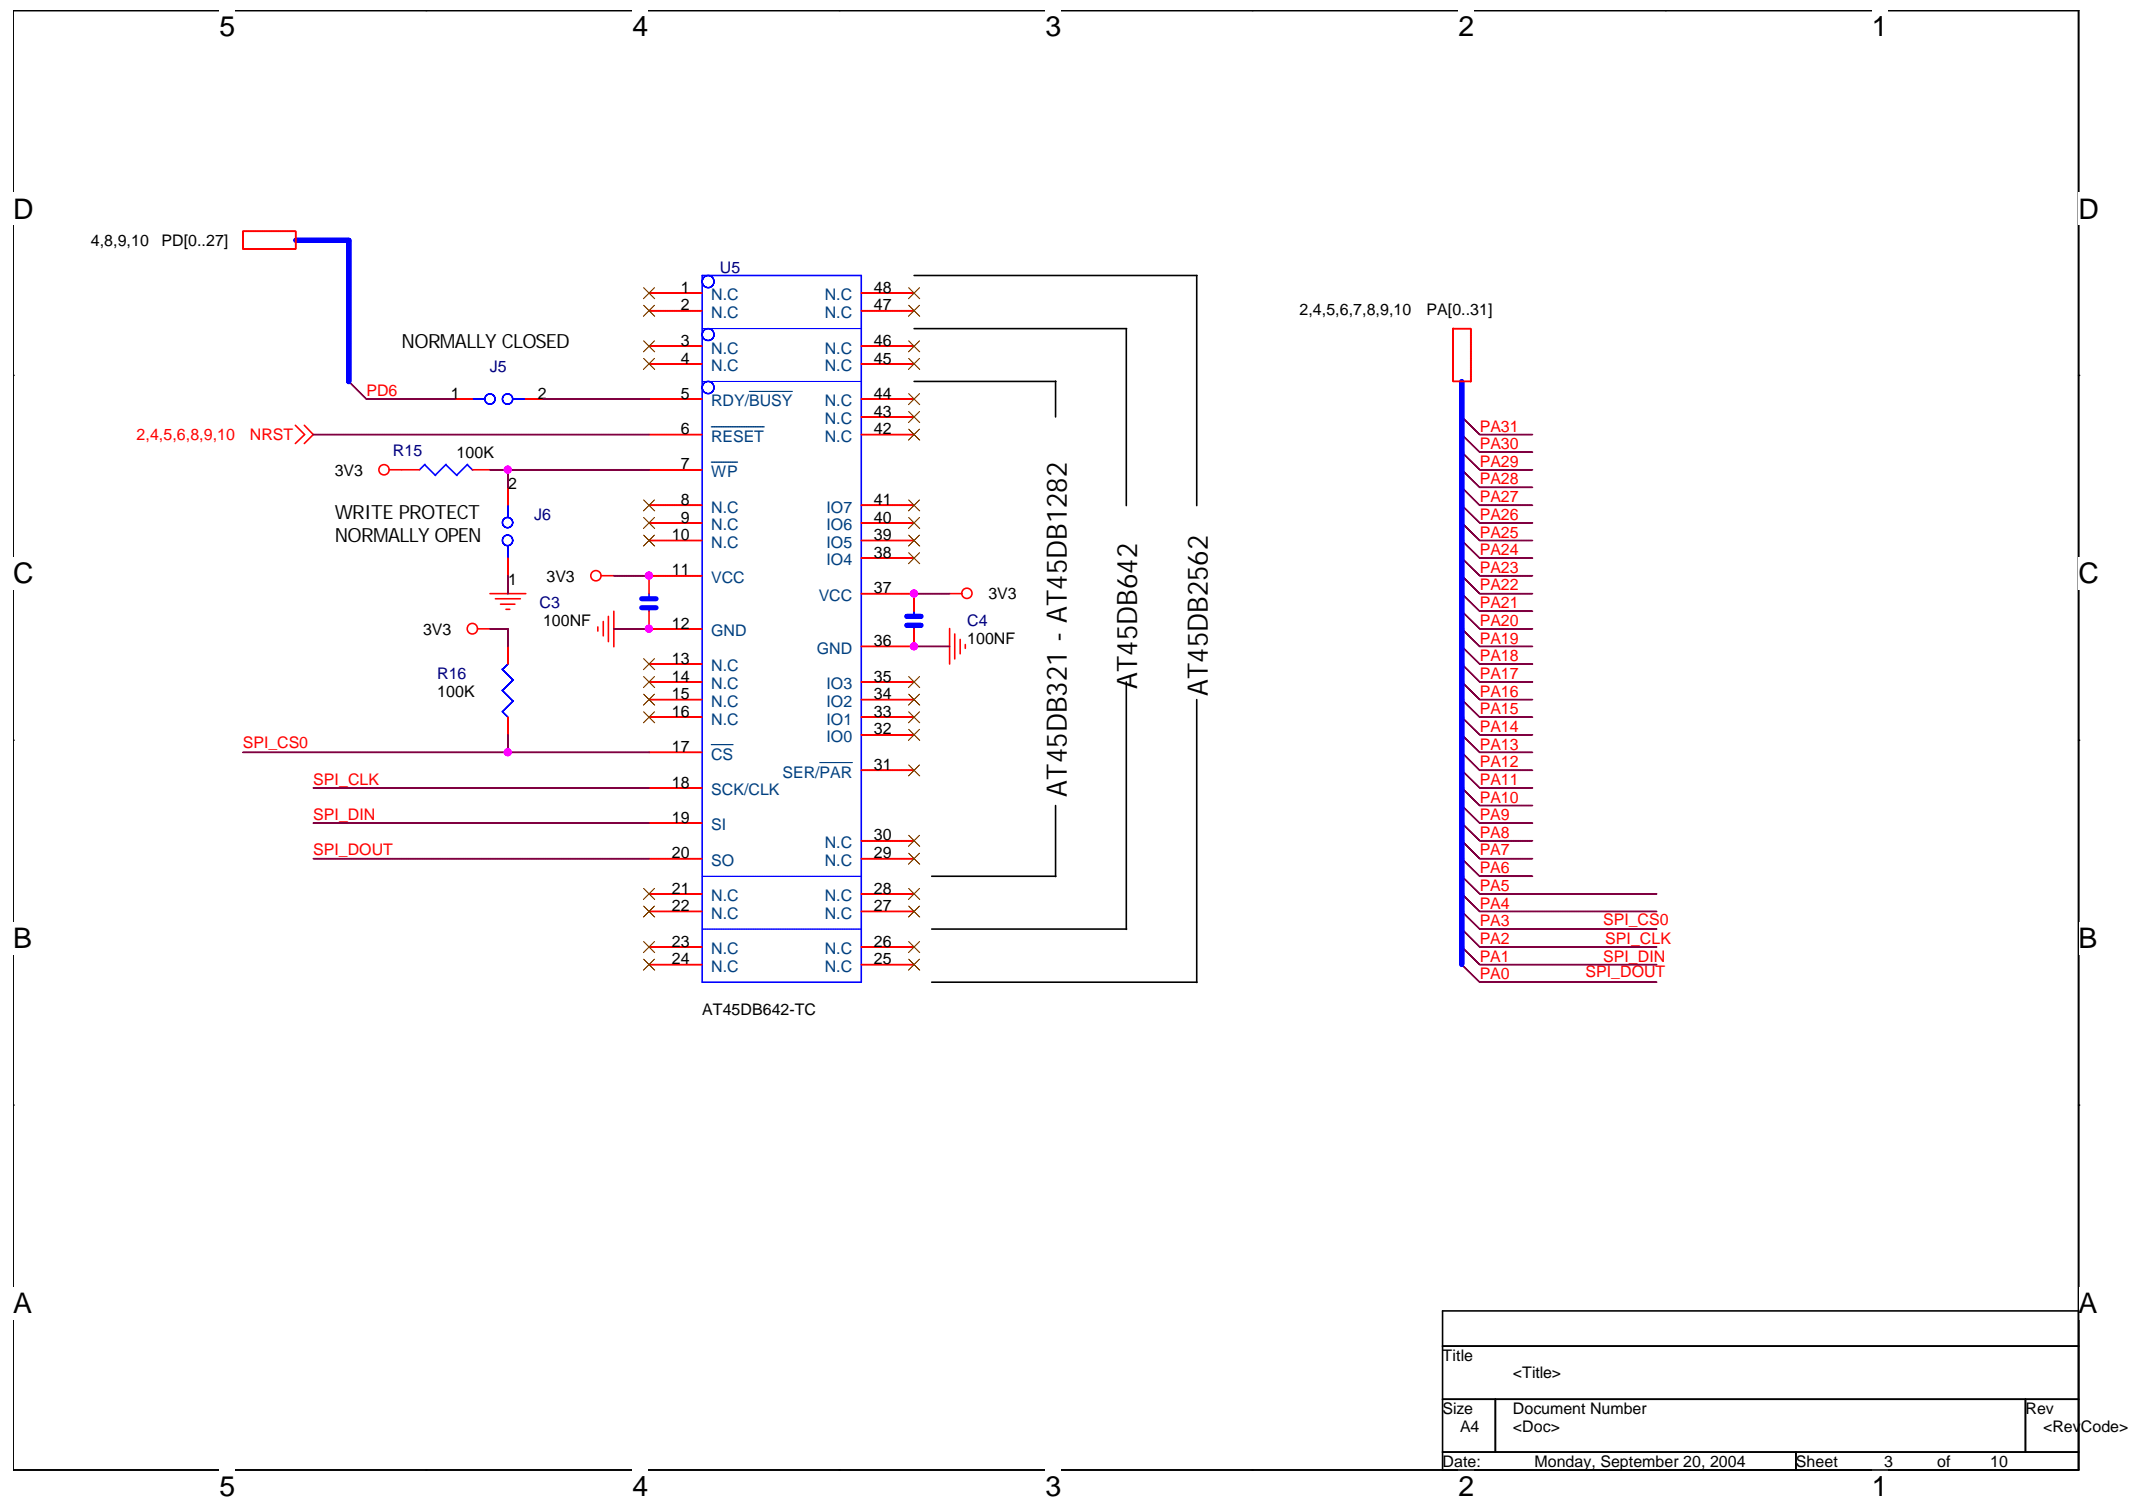 5 4 3 2 1
D D
4,8,9,10 PD[0..27]
U5
1 N.C N.C 48
2 N.C N.C 47
2,4,5,6,7,8,9,10 PA[0..31]
NORMALLY CLOSED
3 N.C N.C 46
4 N.C N.C 45
J5
PD6 1 2 5 RDY/BUSY N.C 44
N.C 43
2,4,5,6,8,9,10 NRST 6 RESET N.C 42
R15 100K
3V3 7 WP
2
WRITE PROTECT
NORMALLY OPEN
J6
1
8 N.C IO7 41
9 N.C IO6 40
10 N.C IO5 39
IO4 38
C C
3V3 11 VCC
VCC 37 3V3
C3
100NF
C4
100NF
3V3 12 GND
GND 36
13 N.C
14 N.C IO3 35
15 N.C IO2 34
16 N.C IO1 33
IO0 32
R16
100K
SPI_CS0 17 CS
SER/PAR 31
SPI_CLK 18 SCK/CLK
SPI_DIN 19 SI
N.C 30
SPI_DOUT 20 SO N.C 29
21 N.C N.C 28
22 N.C N.C 27
23 N.C N.C 26
24 N.C N.C 25
AT45DB642-TC
AT45DB321 - AT45DB1282
AT45DB642
AT45DB2562
PA31
PA30
PA29
PA28
PA27
PA26
PA25
PA24
PA23
PA22
PA21
PA20
PA19
PA18
PA17
PA16
PA15
PA14
PA13
PA12
PA11
PA10
PA9
PA8
PA7
PA6
PA5
PA4
PA3 SPI_CS0
PA2 SPI_CLK
PA1 SPI_DIN
PA0 SPI_DOUT
B B
A A
Title
<Title>
Size Document Number Rev
A4 <Doc> <RevCode>
Date: Monday, September 20, 2004 Sheet 3 of 10
5 4 3 2 1